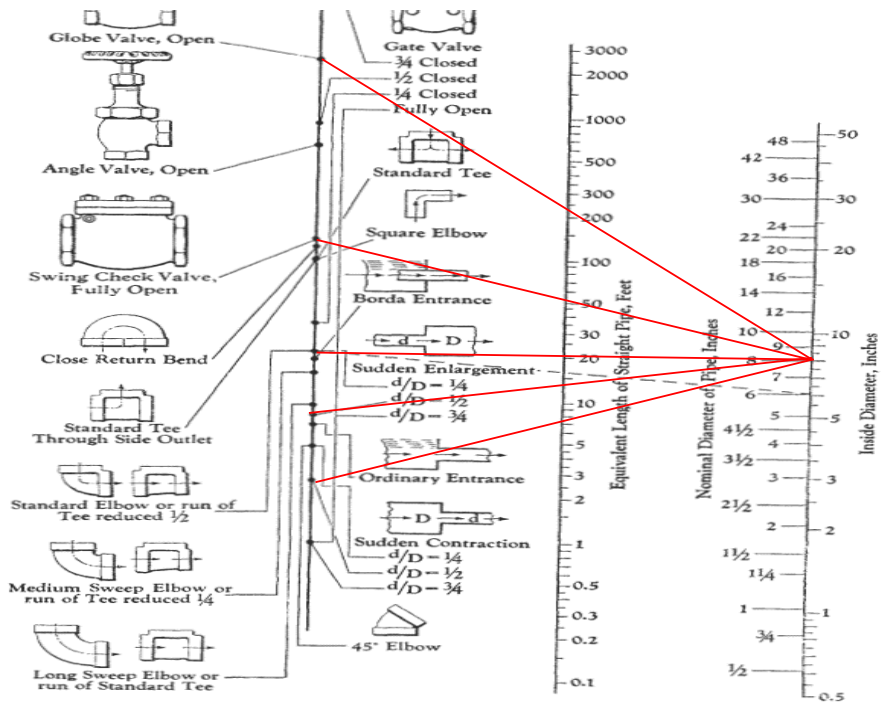 Globe Valve, Open
Angle Valve, Open
Swing Check Valve,
Fully Open
Close Return Bend
Standard Tee
Through Side Outlet
Standard Elbow or run of
Tee reduced ½
Medium Sweep Elbow or
run of Tee reduced ¼
Long Sweep Elbow or
run of Standard Tee
Gate Valve
¾ Closed
½ Closed
¼ Closed
Fully Open
Standard Tee
Square Elbow
Borda Entrance
d D
Sudden Enlargement
d/D = ¼
d/D = ½
d/D = ¾
Ordinary Entrance
D d
Sudden Contraction
d/D = ¼
d/D = ½
d/D = ¾
45° Elbow
3000
2000
1000
500
300
200
100
50
30
20
10
5
3
2
1
0.5
0.3
0.2
0.1
Equivalent Length of Straight Pipe, Feet
Nominal Diameter of Pipe, Inches
48
42
36
30
24
22
20
18
16
14
12
10
9
8
7
6
5
4½
4
3½
3
2½
2
1½
1¼
1
¾
½
50
30
20
10
5
3
2
1
0.5
Inside Diameter, Inches